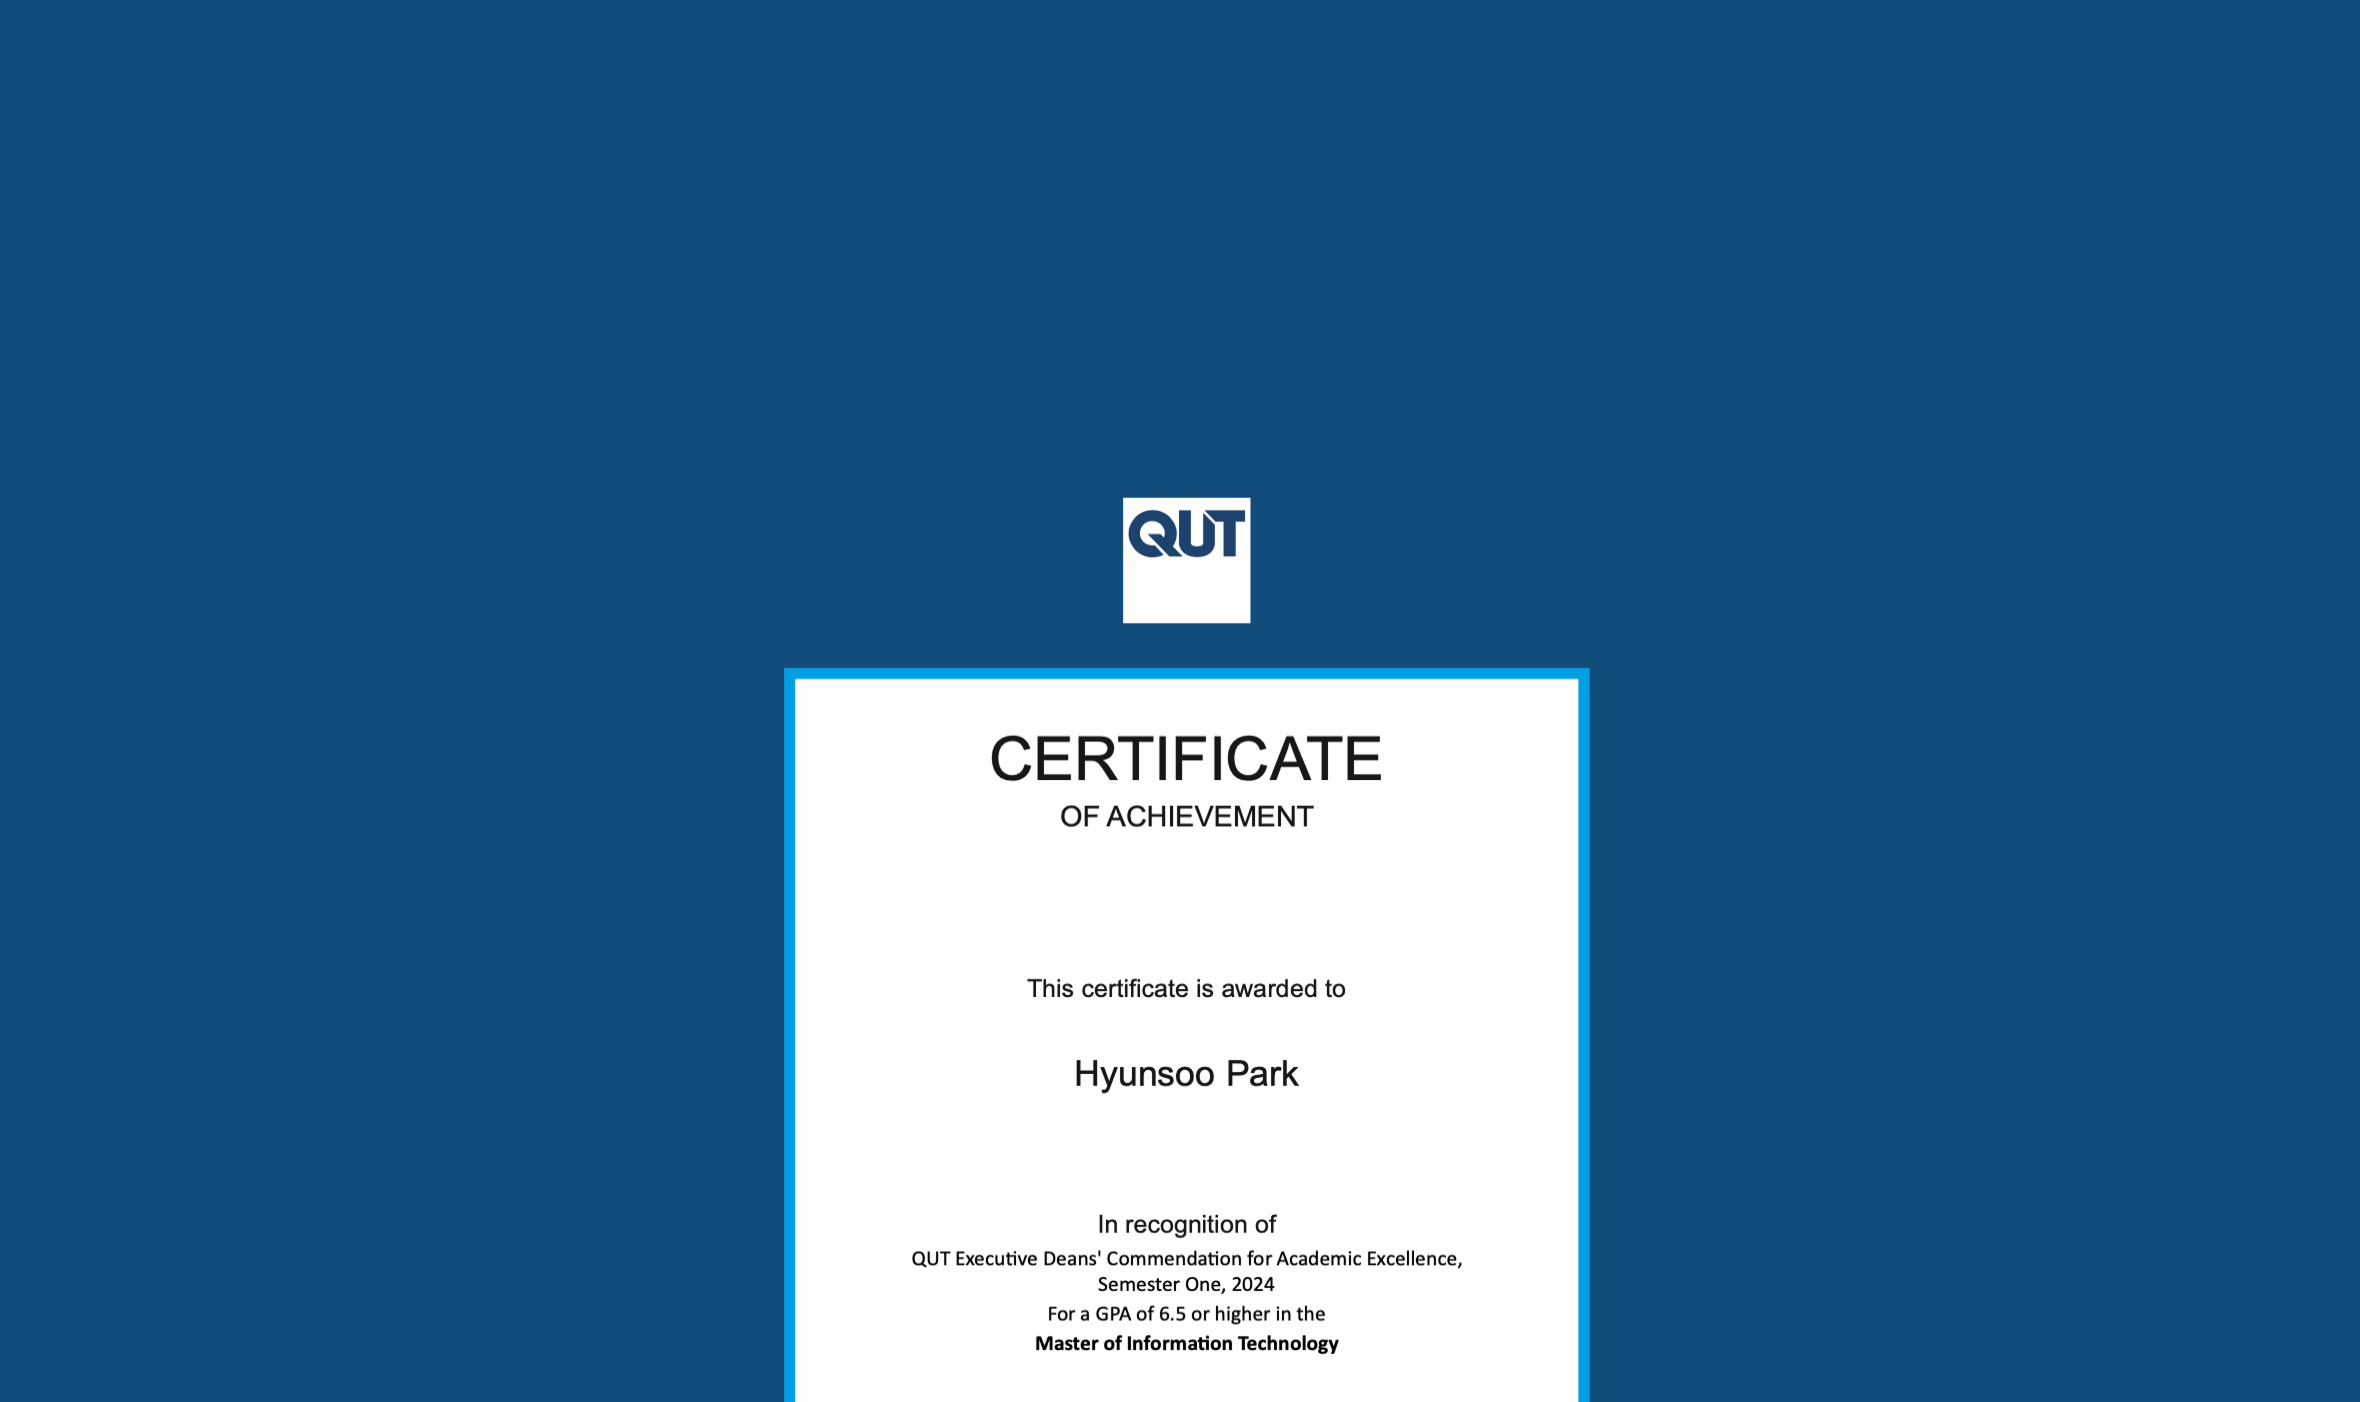 QUT
CERTIFICATE
OF ACHIEVEMENT
This certificate is awarded to
Hyunsoo Park
In recognition of
QUT Executive Deans' Commendation for Academic Excellence,
Semester One, 2024
For a GPA of 6.5 or higher in the
Master of Information Technology